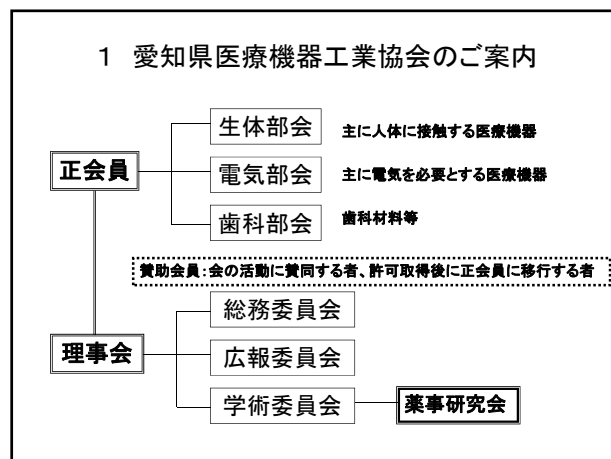 1 愛知県医療機器工業協会のご案内
生体部会 主に人体に接触する医療機器
正会員
電気部会 主に電気を必要とする医療機器
歯科部会 歯科材料等
賛助会員：会の活動に賛同する者、許可取得後に正会員に移行する者
総務委員会
理事会
広報委員会
学術委員会
薬事研究会